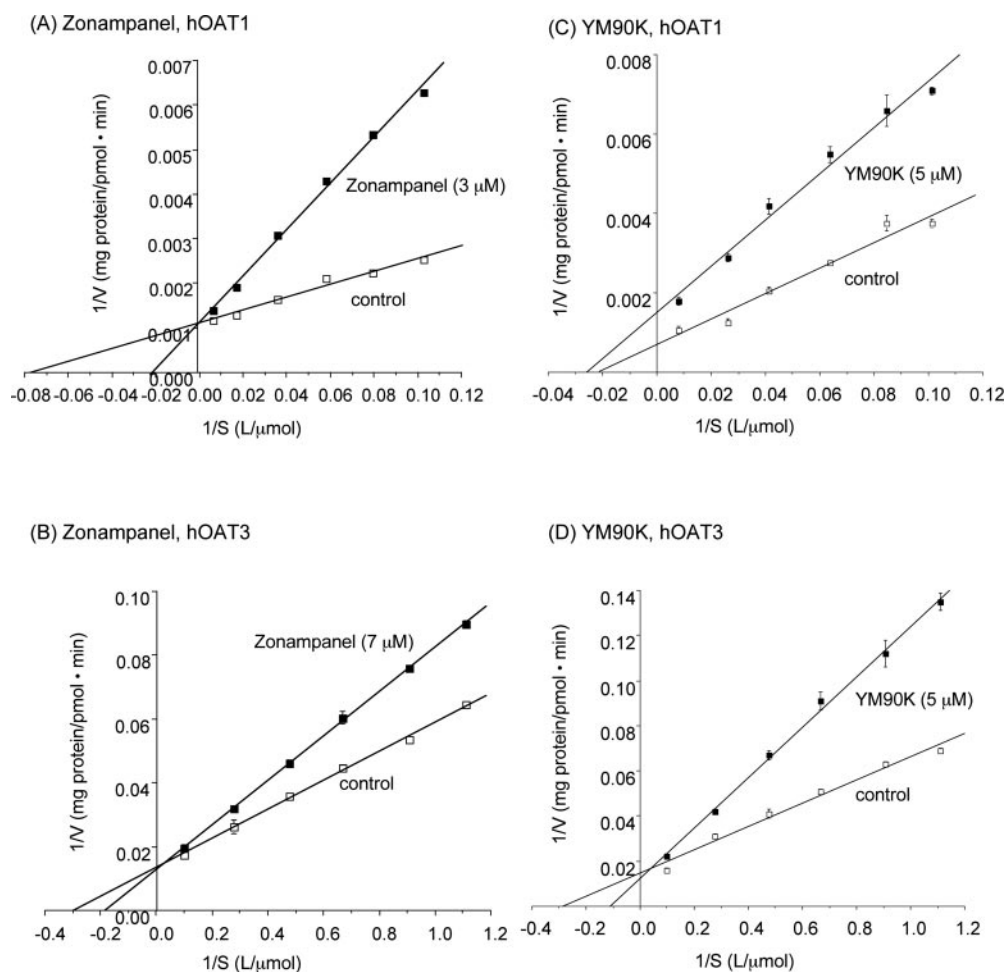 (A) Zonampanel, hOAT1
0.007
0.006
0.005
0.004
0.003
0.002
0.001
0.000
1/V (mg protein/pmol • min)
Zonampanel (3 μM)
control
-0.08 -0.06 -0.04 -0.02 0.00 0.02 0.04 0.06 0.08 0.10 0.12
1/S (L/μmol)
(C) YM90K, hOAT1
0.008
0.006
0.004
0.002
1/V (mg protein/pmol • min)
YM90K (5 μM)
control
-0.04 -0.02 0.00 0.02 0.04 0.06 0.08 0.10 0.12
1/S (L/μmol)
(B) Zonampanel, hOAT3
0.10
0.08
0.06
0.04
0.02
0.00
1/V (mg protein/pmol • min)
Zonampanel (7 μM)
control
-0.4 -0.2 0.0 0.2 0.4 0.6 0.8 1.0 1.2
1/S (L/μmol)
(D) YM90K, hOAT3
0.14
0.12
0.10
0.08
0.06
0.04
0.02
1/V (mg protein/pmol • min)
YM90K (5 μM)
control
-0.4 -0.2 0.0 0.2 0.4 0.6 0.8 1.0 1.2
1/S (L/μmol)